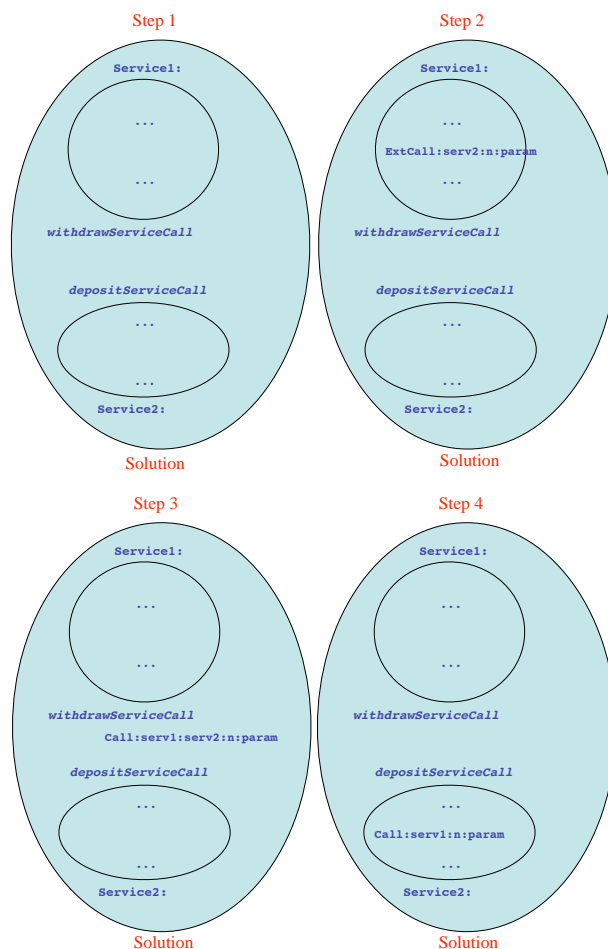 Step 1
Service1:
...
...
withdrawServiceCall
depositServiceCall
...
...
Service2:
Solution
Step 2
Service1:
...
ExtCall:serv2:n:param
...
withdrawServiceCall
depositServiceCall
...
...
Service2:
Solution
Step 3
Service1:
...
...
withdrawServiceCall
Call:serv1:serv2:n:param
depositServiceCall
...
...
Service2:
Solution
Step 4
Service1:
...
...
withdrawServiceCall
depositServiceCall
...
Call:serv1:n:param
...
Service2:
Solution